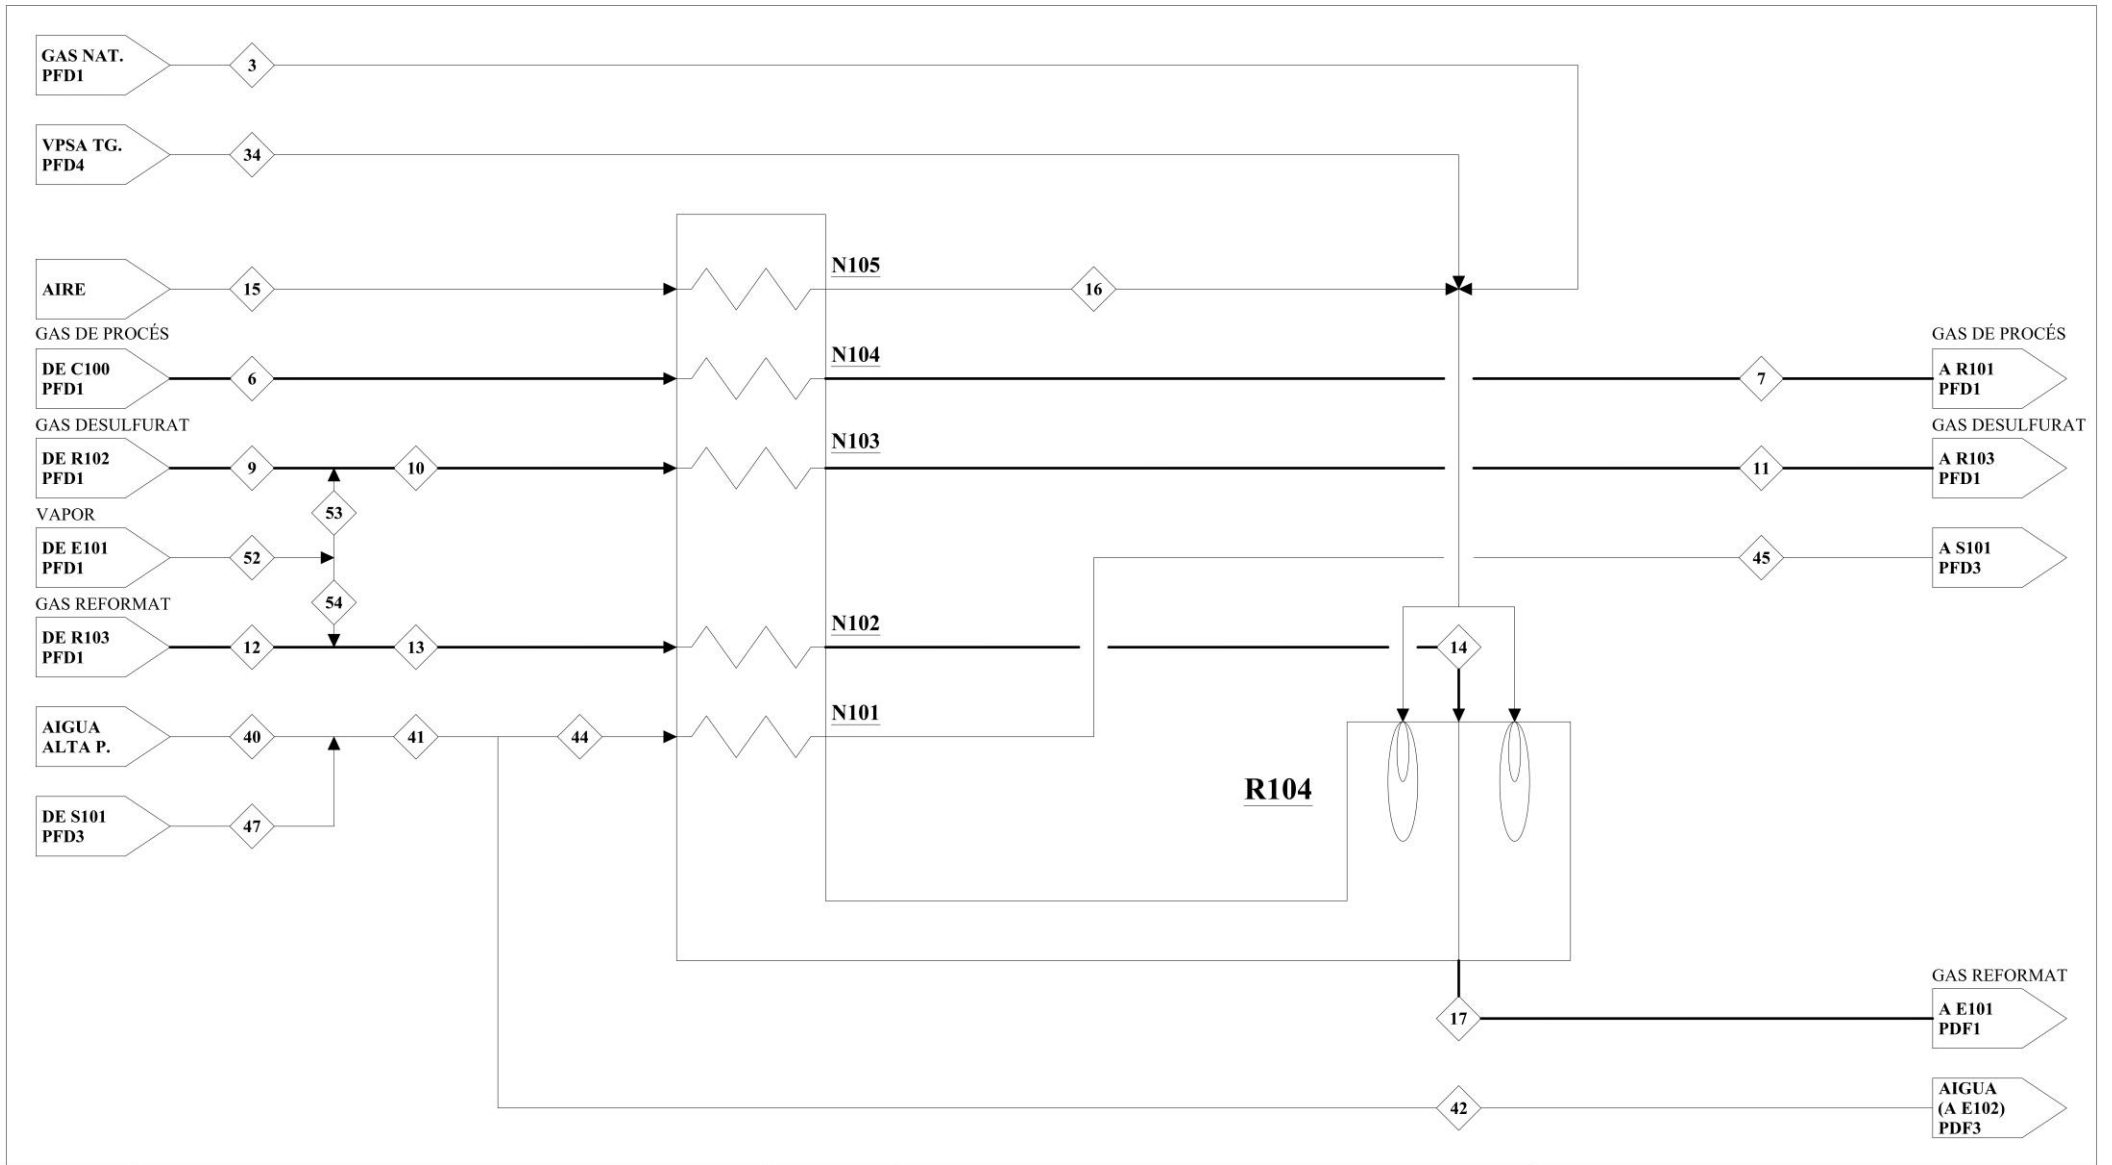 GAS NAT.
PFD1
3
VPSA TG.
PFD4
34
AIRE
15
N105
16
GAS DE PROCÉS
DE C100
PFD1
6
N104
7
GAS DE PROCÉS
A R101
PFD1
GAS DESULFURAT
DE R102
PFD1
9
10
N103
11
GAS DESULFURAT
A R103
PFD1
53
VAPOR
DE E101
PFD1
52
45
A S101
PFD3
54
GAS REFORMAT
DE R103
PFD1
12
13
N102
14
AIGUA
ALTA P.
40
41
44
N101
R104
DE S101
PFD3
47
17
GAS REFORMAT
A E101
PDF1
42
AIGUA
(A E102)
PDF3